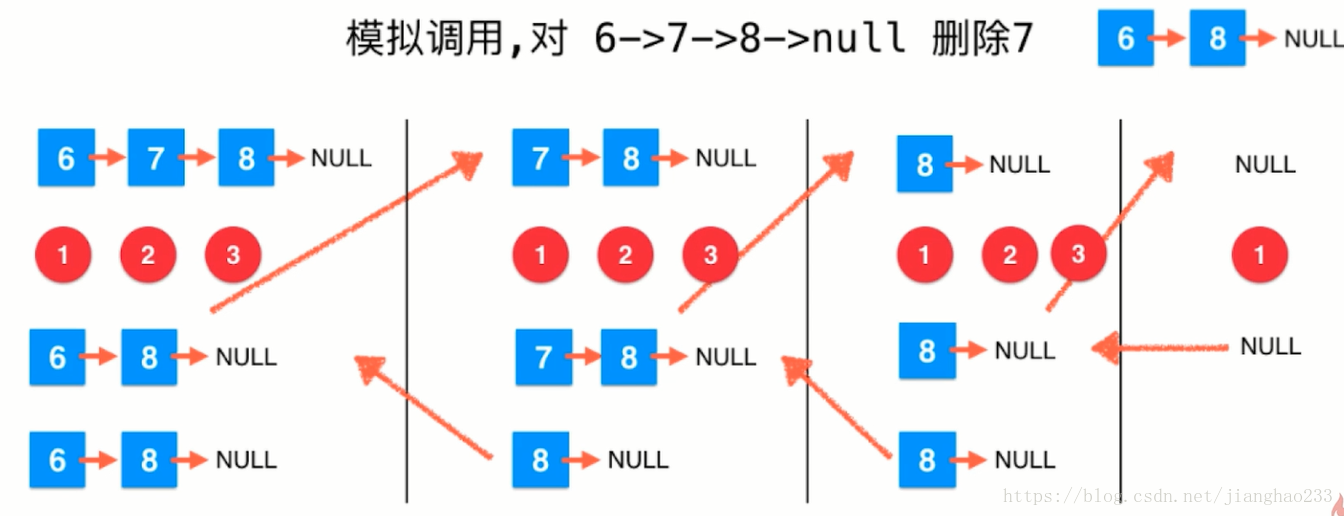 模拟调用,对 6->7->8->null 删除7
6 8 NULL
6 7 8 NULL
7 8 NULL
8 NULL
NULL
1 2 3
1 2 3
1 2 3
1
6 8 NULL
7 8 NULL
8 NULL
NULL
6 8 NULL
8 NULL
8 NULL
https://blog.csdn.net/jianghao233